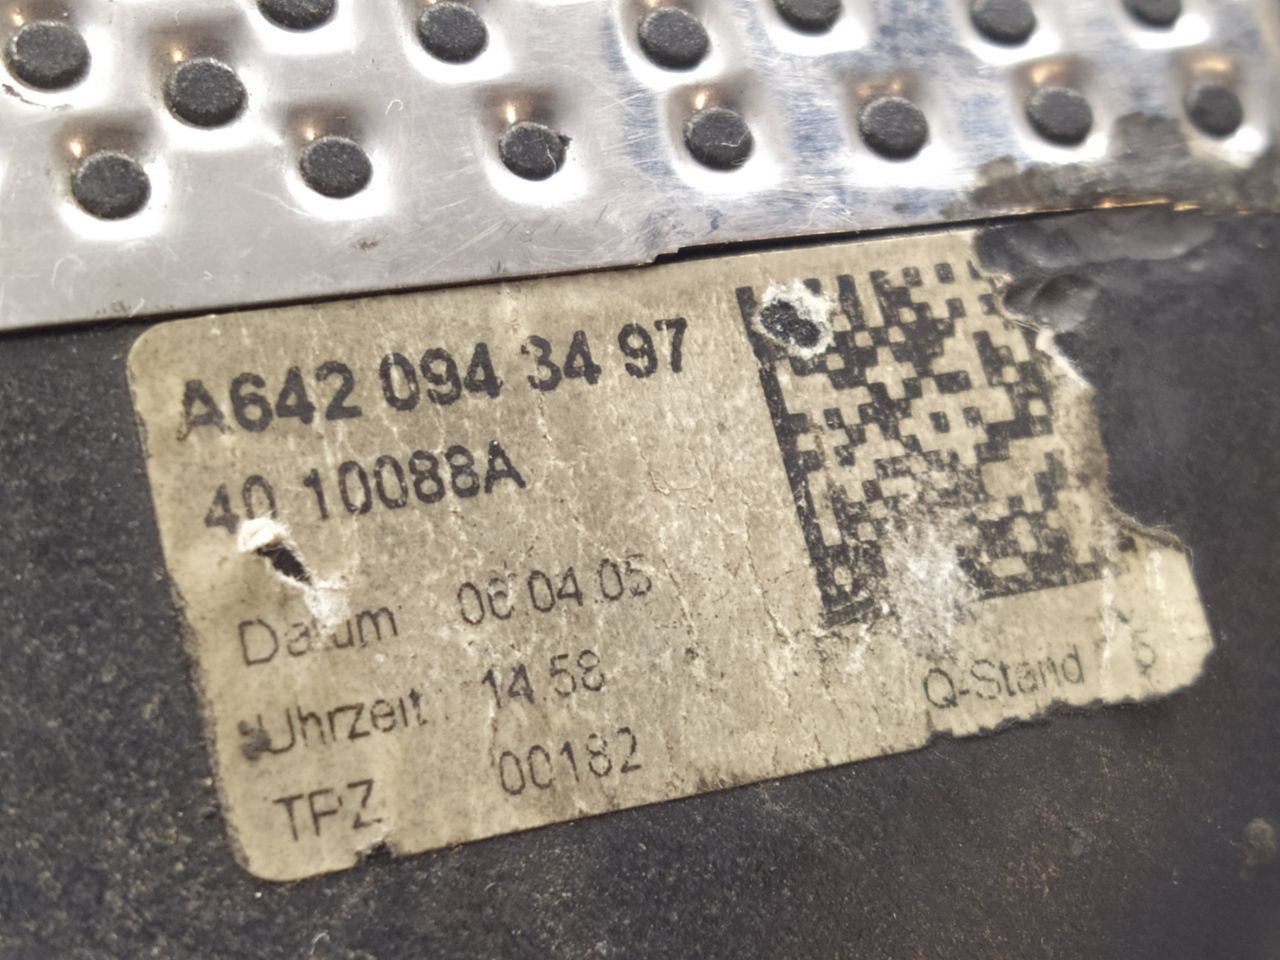 A642 094 34 97
40 10088A
Datum 06.04.05
Uhrzeit 14.58
TPZ 00182
Q-Stand